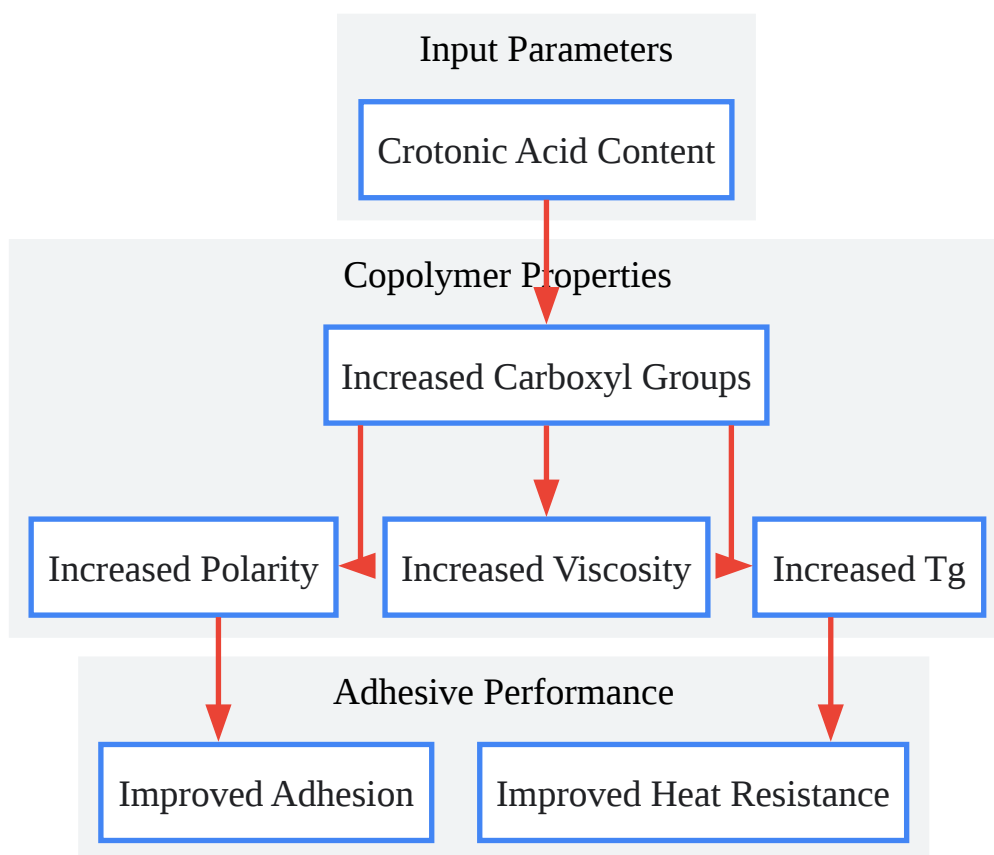 Input Parameters
Crotonic Acid Content
Copolymer Properties
Increased Carboxyl Groups
Increased Polarity
Increased Viscosity
Increased Tg
Adhesive Performance
Improved Adhesion
Improved Heat Resistance